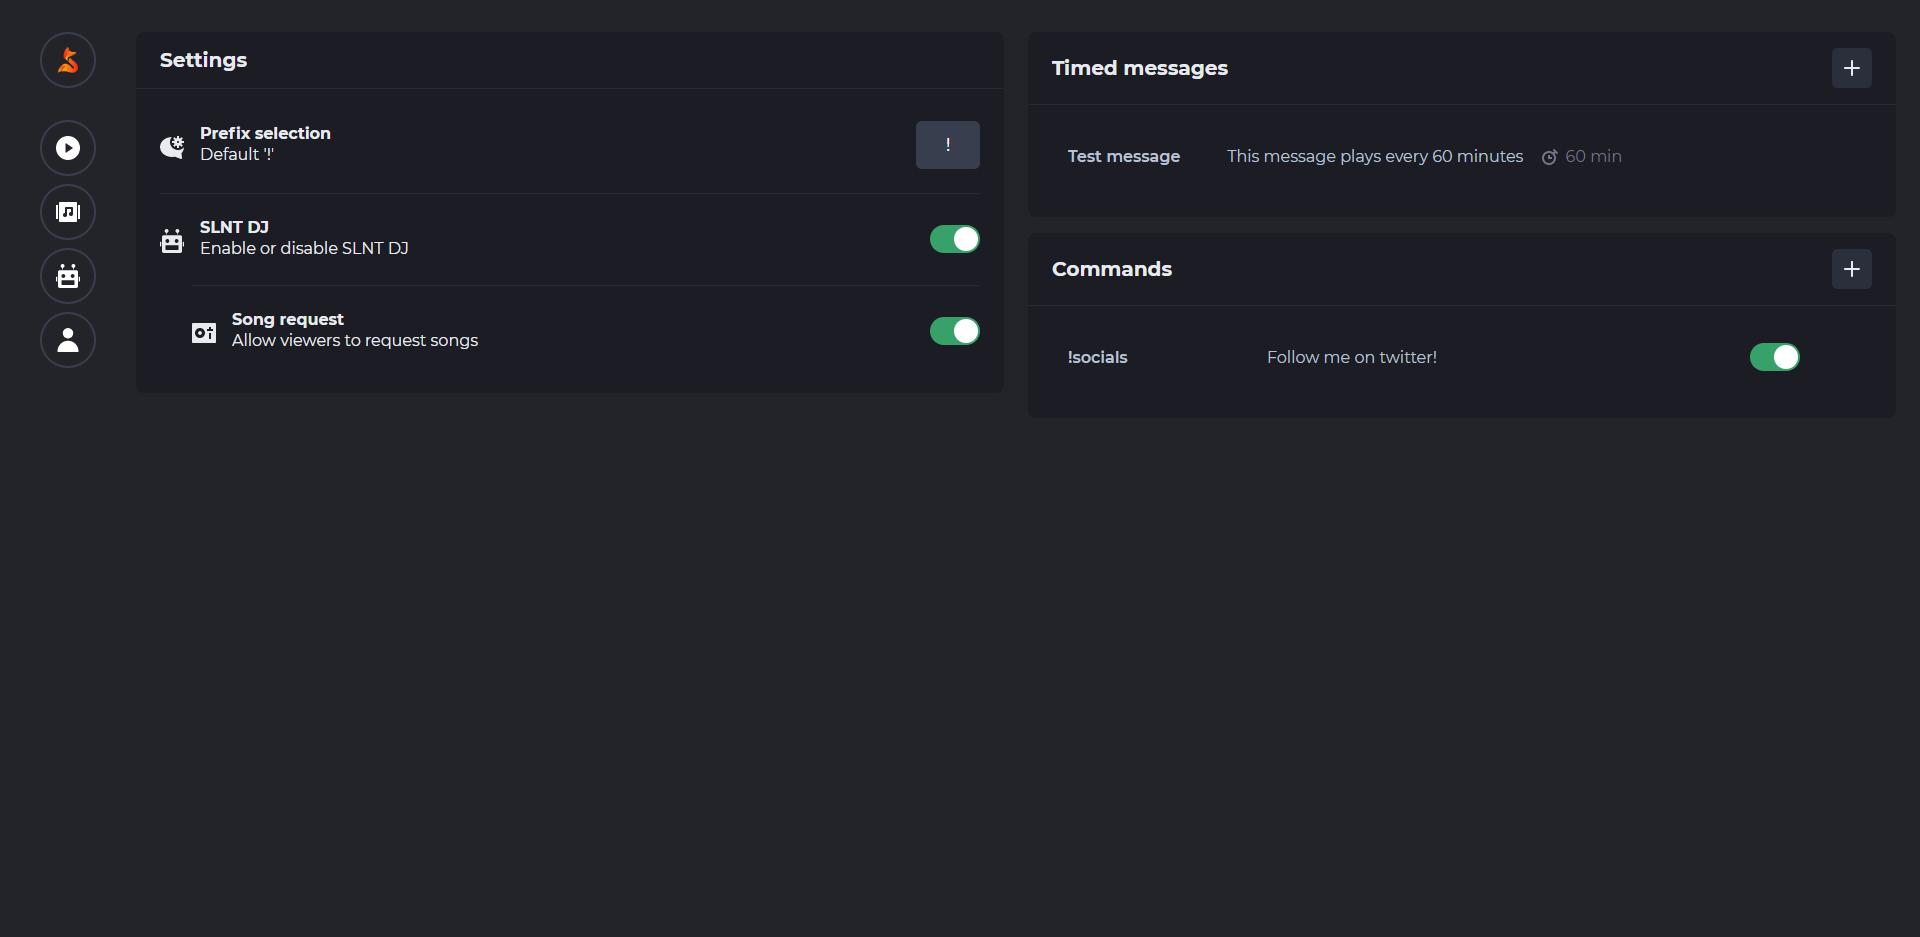 Settings
Prefix selection
Default '!'
!
SLNT DJ
Enable or disable SLNT DJ
Song request
Allow viewers to request songs
Timed messages
Test message This message plays every 60 minutes 60 min
Commands
!socials Follow me on twitter!